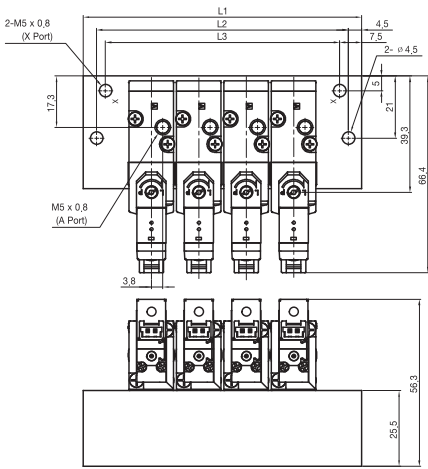 L1
2-M5 x 0,8
(X Port)
L2
4,5
L3
7,5
2- ø 4,5
X
X
5
17,3
21
39,3
66,4
M5 x 0,8
(A Port)
3,8
56,3
25,5